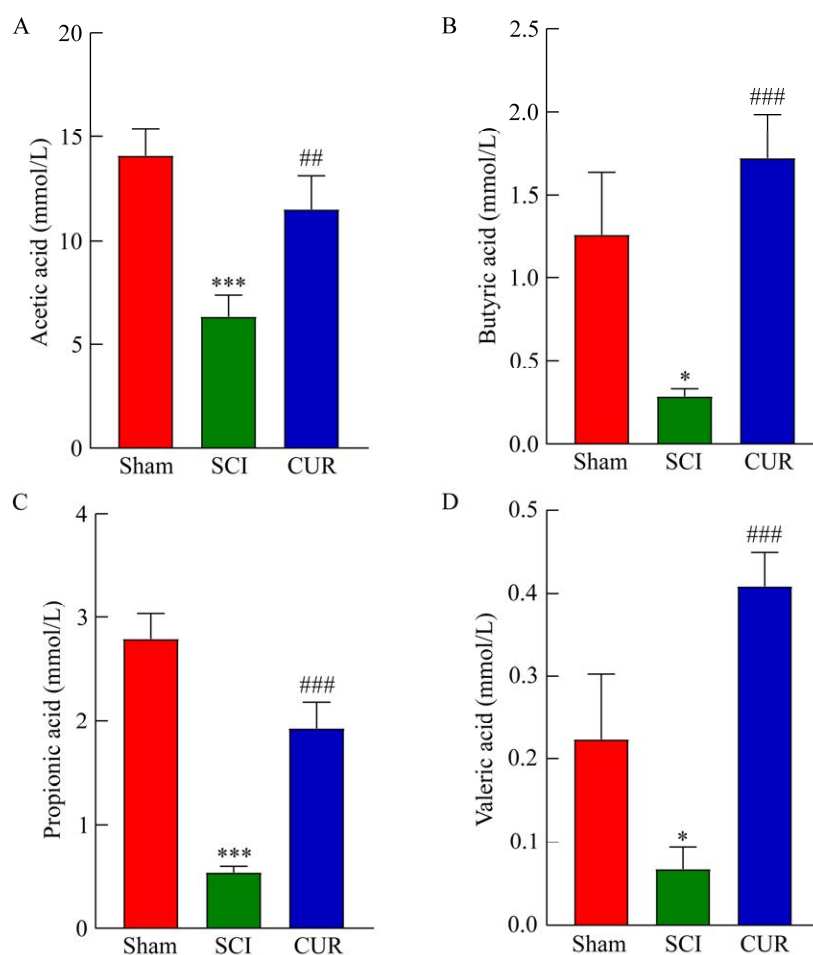 A
Acetic acid (mmol/L)
20
15
10
5
0
***
##
Sham SCI CUR
B
Butyric acid (mmol/L)
2.5
2.0
1.5
1.0
0.5
0.0
*
###
Sham SCI CUR
C
Propionic acid (mmol/L)
4
3
2
1
0
***
###
Sham SCI CUR
D
Valeric acid (mmol/L)
0.5
0.4
0.3
0.2
0.1
0.0
*
###
Sham SCI CUR